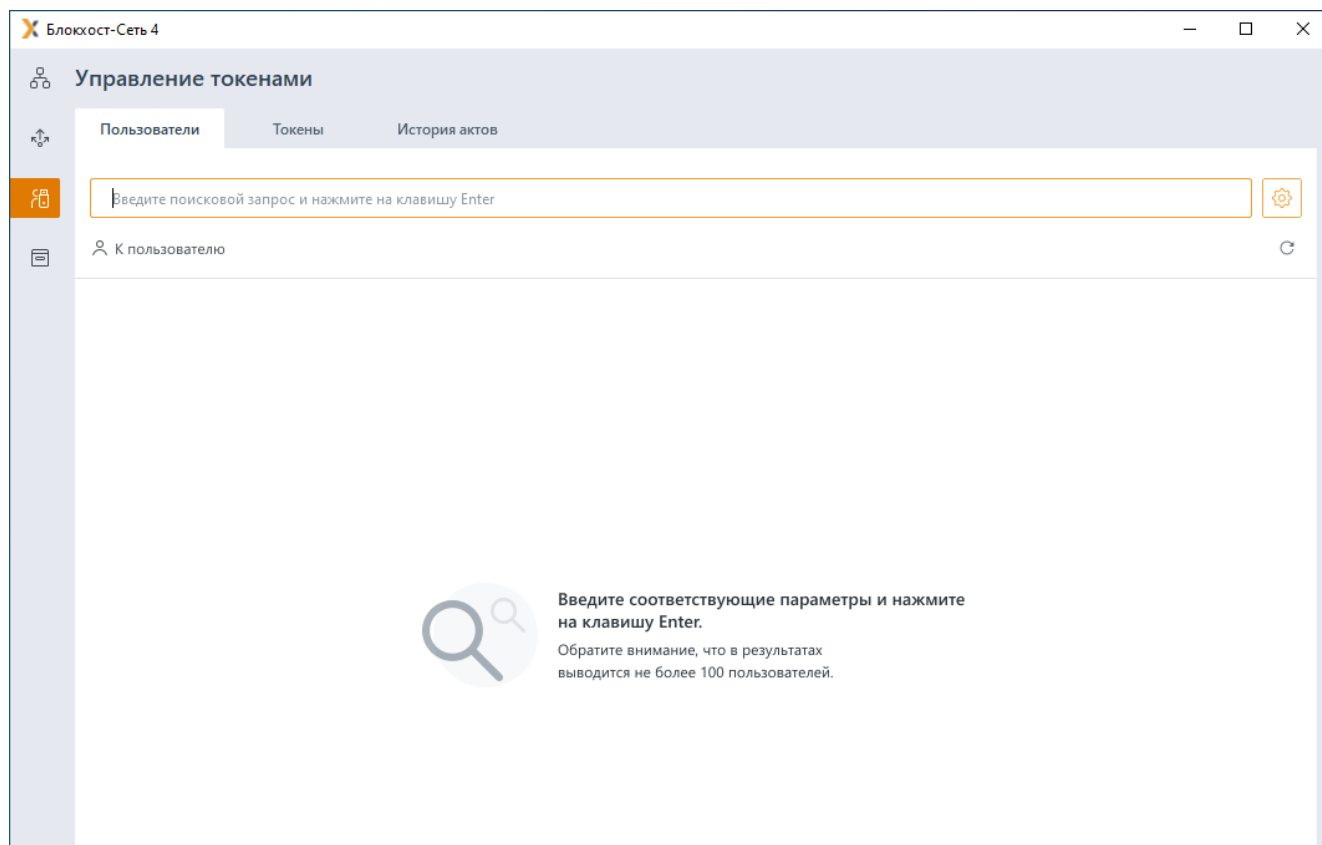 Блокхост-Сеть 4
Управление токенами
Пользователи Токены История актов
Введите поисковой запрос и нажмите на клавишу Enter
К пользователю
Введите соответствующие параметры и нажмите
на клавишу Enter.
Обратите внимание, что в результатах
выводится не более 100 пользователей.